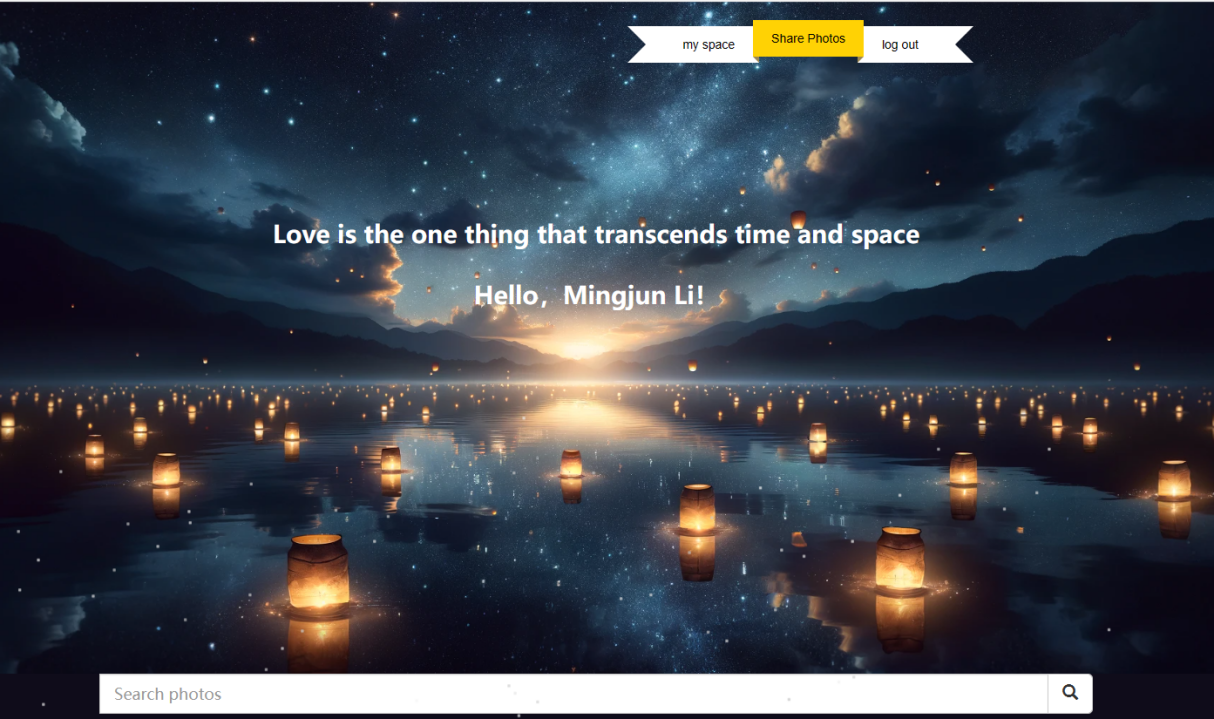 my space Share Photos log out
Love is the one thing that transcends time and space
Hello，Mingjun Li!
Search photos